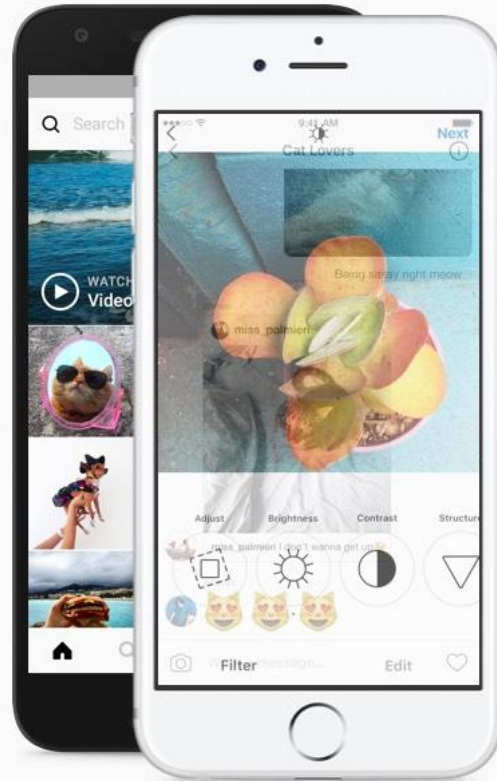 Search
WATCH
Video
9:41 AM
Next
Cat Lovers
Being saray right meow
miss_palmieri
Adjust Brightness Contrast Structure
miss_palmieri I don't wanna get up
Filter
Edit